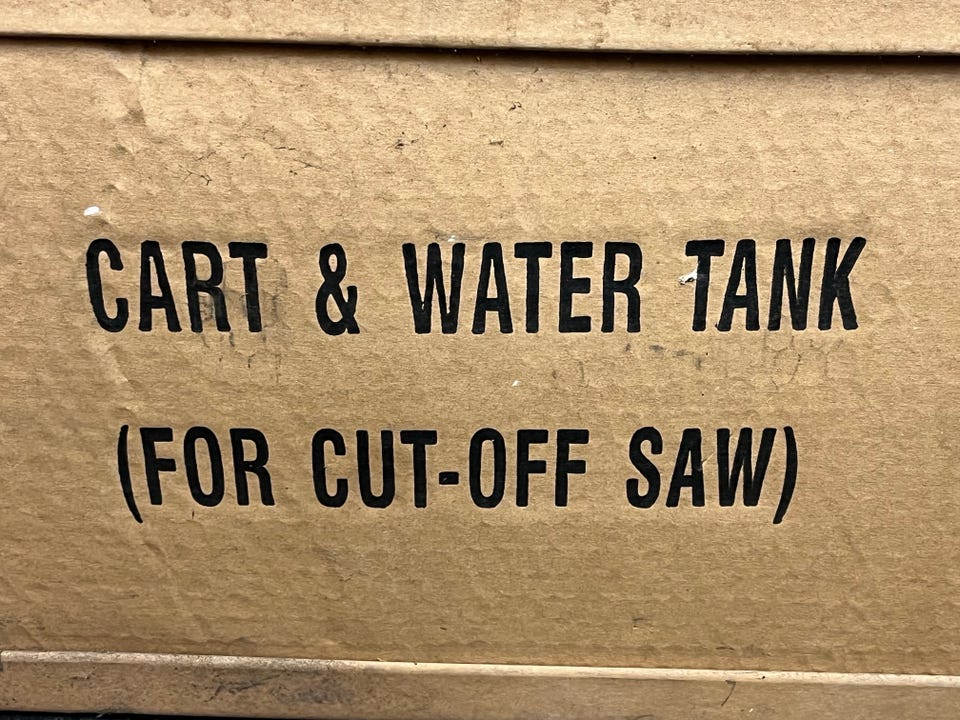 CART & WATER TANK
(FOR CUT-OFF SAW)